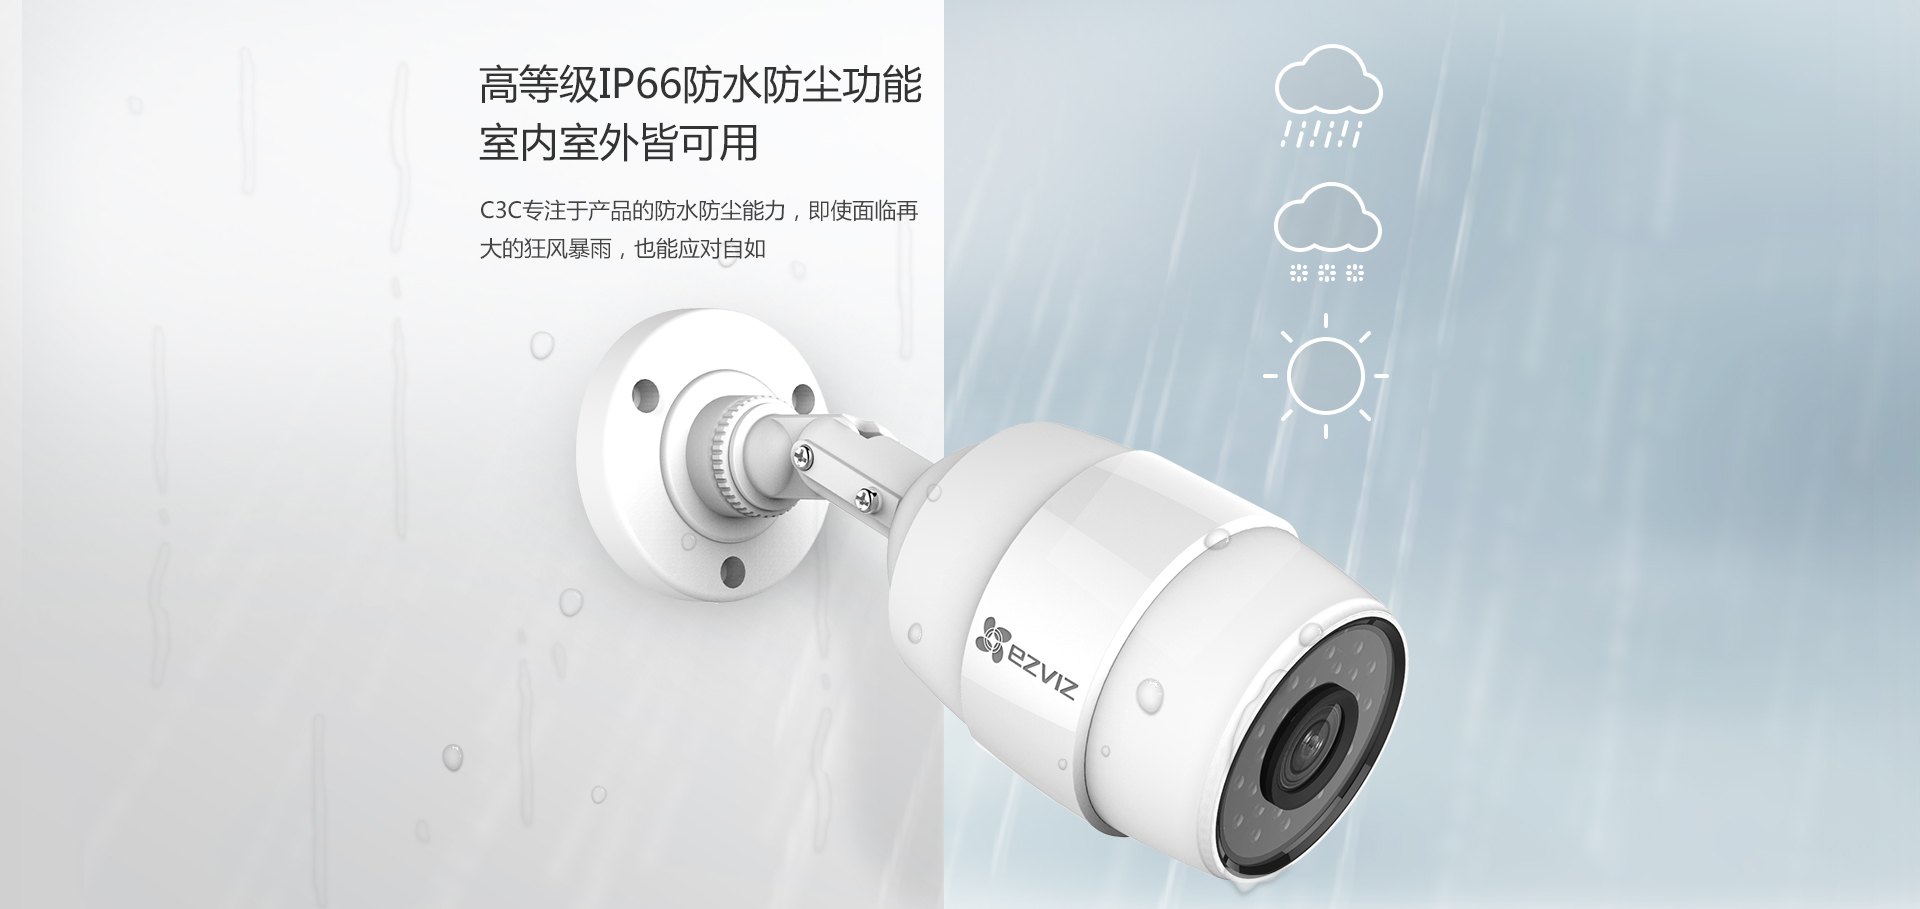 高等级IP66防水防尘功能
室内室外皆可用
C3C专注于产品的防水防尘能力，即使面临再
大的狂风暴雨，也能应对自如
ezviz